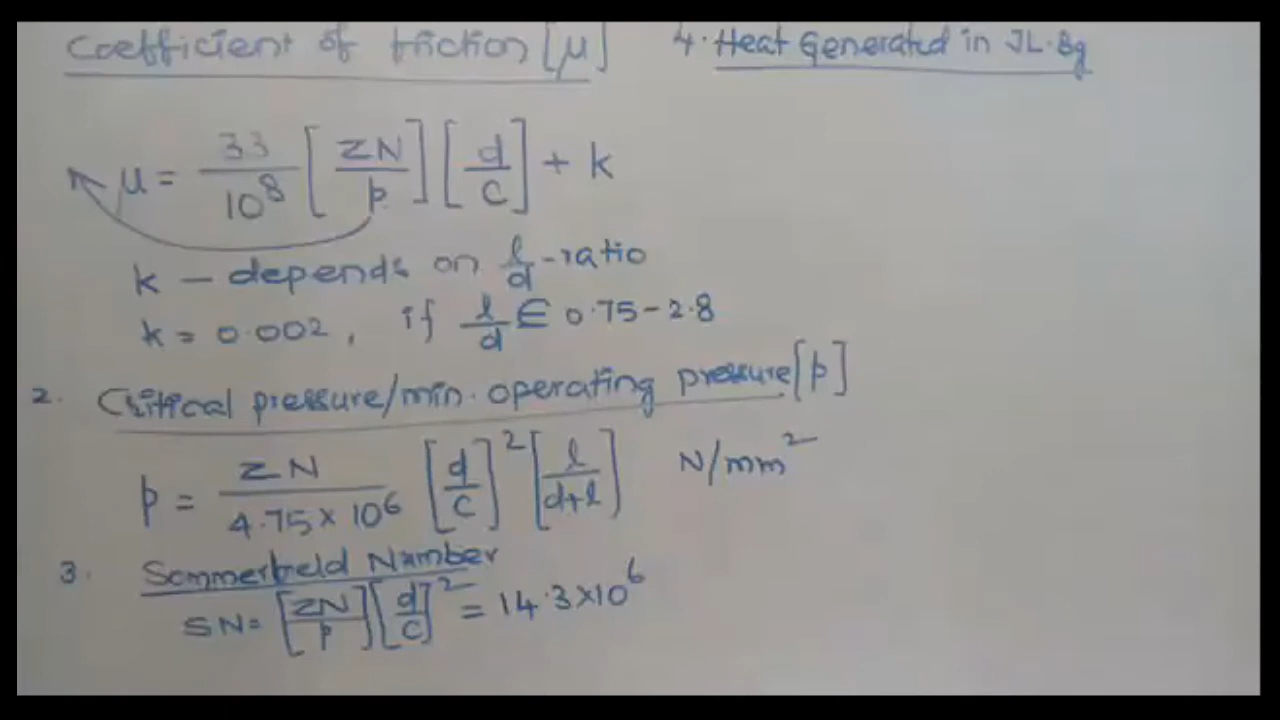 Coefficient of friction [μ]
4. Heat Generated in JL.Bg
μ = 33/10^8 [ZN/p] [d/c] + k
k – depends on l/d - ratio
k = 0.002, if l/d ∈ 0.75 - 2.8
2. Critical pressure/min. operating pressure [p]
p = ZN/4.75 × 10^6 [d/c]^2 [l/d+l] N/mm^2
3. Sommerfeld Number
SN = [ZN/p] [d/c]^2 = 14.3×10^6